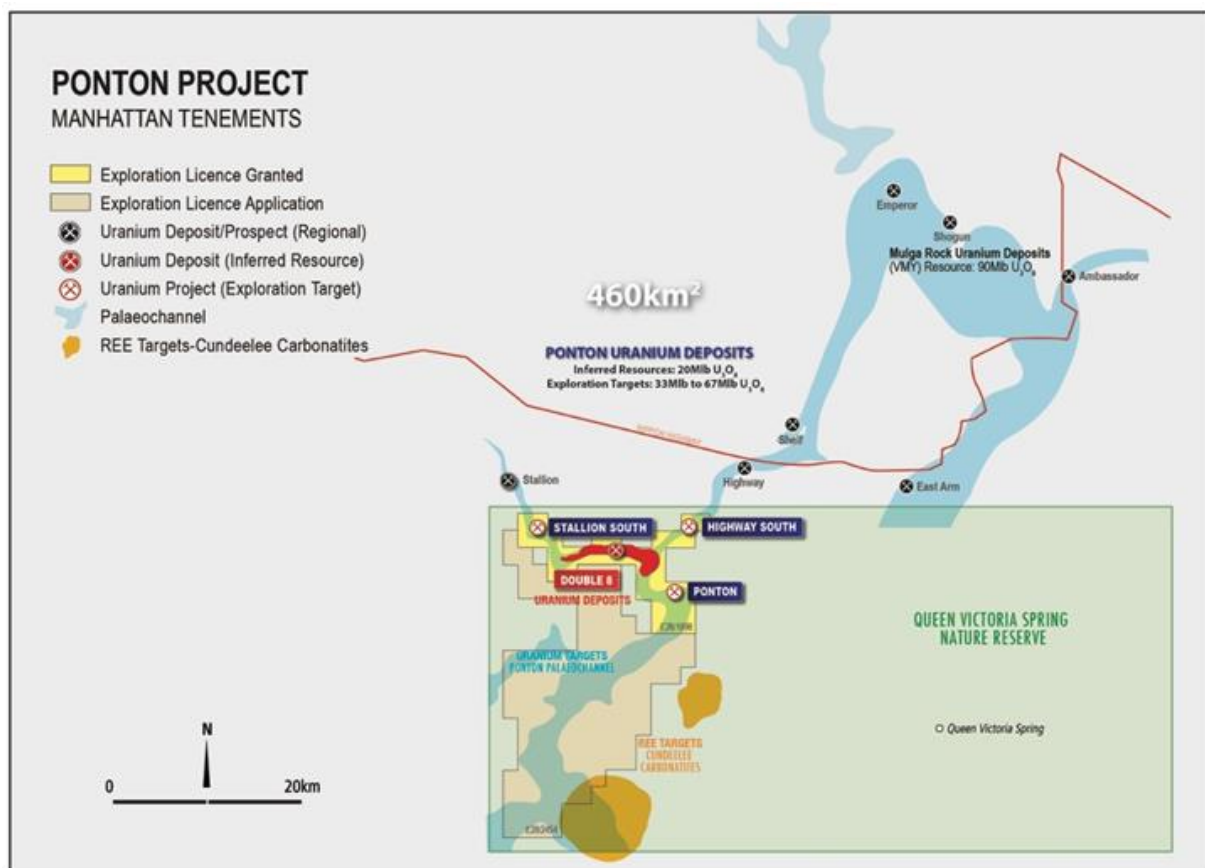 PONTON PROJECT
MANHATTAN TENEMENTS
Exploration Licence Granted
Exploration Licence Application
Uranium Deposit/Prospect (Regional)
Uranium Deposit (Inferred Resource)
Uranium Project (Exploration Target)
Palaeochannel
REE Targets-Cundeelee Carbonatites
Emperor
Shogun
Mulga Rock Uranium Deposits
(VMY) Resource: 90Mlb U₃O₈
Ambassador
460km²
PONTON URANIUM DEPOSITS
Inferred Resources: 20Mlb U₃O₈
Exploration Targets: 33Mlb to 67Mlb U₃O₈
Shelf
HIGHWAY
Highway
Stallion
East Arm
STALLION SOUTH
HIGHWAY SOUTH
DOUBLE 8
URANIUM DEPOSITS
PONTON
QUEEN VICTORIA SPRING
NATURE RESERVE
URANIUM TARGETS
PONTON PALAEOCHANNEL
Queen Victoria Spring
REE TARGETS
CUNDEELEE
CARBONATITES
N
0 20km